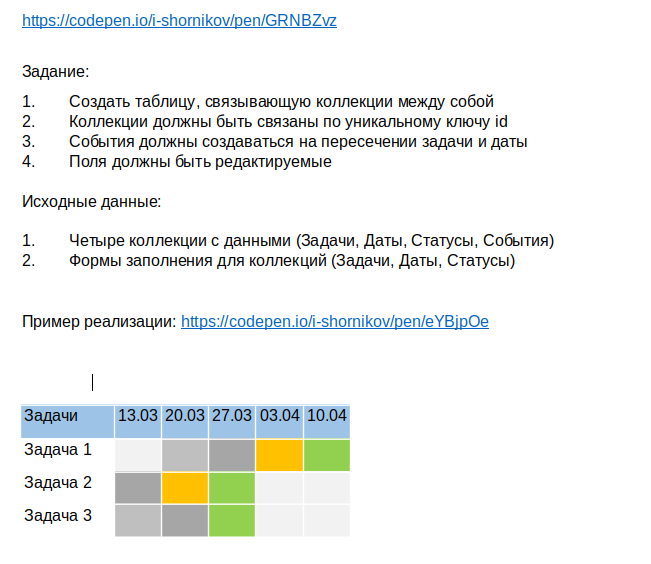 https://codepen.io/i-shornikov/pen/GRNBZvz
Задание:
1. Создать таблицу, связывающую коллекции между собой
2. Коллекции должны быть связаны по уникальному ключу id
3. События должны создаваться на пересечении задачи и даты
4. Поля должны быть редактируемые
Исходные данные:
1. Четыре коллекции с данными (Задачи, Даты, Статусы, События)
2. Формы заполнения для коллекций (Задачи, Даты, Статусы)
Пример реализации: https://codepen.io/i-shornikov/pen/eYBjpOe
Задачи 13.03 20.03 27.03 03.04 10.04
Задача 1
Задача 2
Задача 3